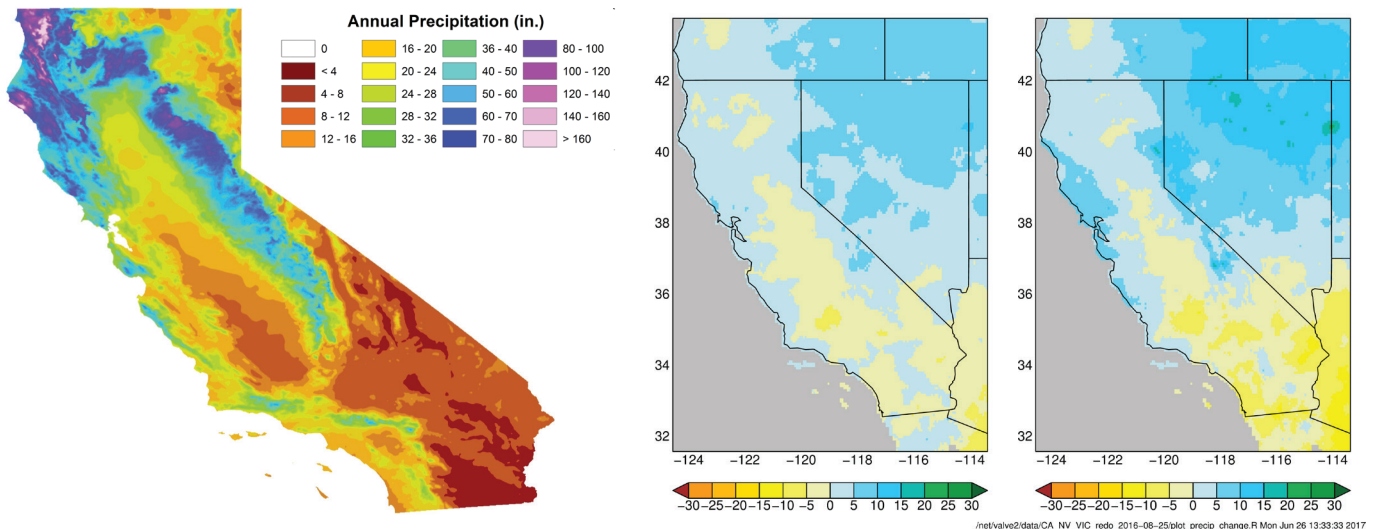 Annual Precipitation (in.)
0 16 - 20 36 - 40 80 - 100
< 4 20 - 24 40 - 50 100 - 120
4 - 8 24 - 28 50 - 60 120 - 140
8 - 12 28 - 32 60 - 70 140 - 160
12 - 16 32 - 36 70 - 80 > 160
42
40
38
36
34
32
−124 −122 −120 −118 −116 −114
−30 −25 −20 −15 −10 −5 0 5 10 15 20 25 30
42
40
38
36
34
32
−124 −122 −120 −118 −116 −114
−30 −25 −20 −15 −10 −5 0 5 10 15 20 25 30
/net/valve2/data/CA_NV_VIC_redo_2016−08−25/plot_precip_change.R Mon Jun 26 13:33:33 2017